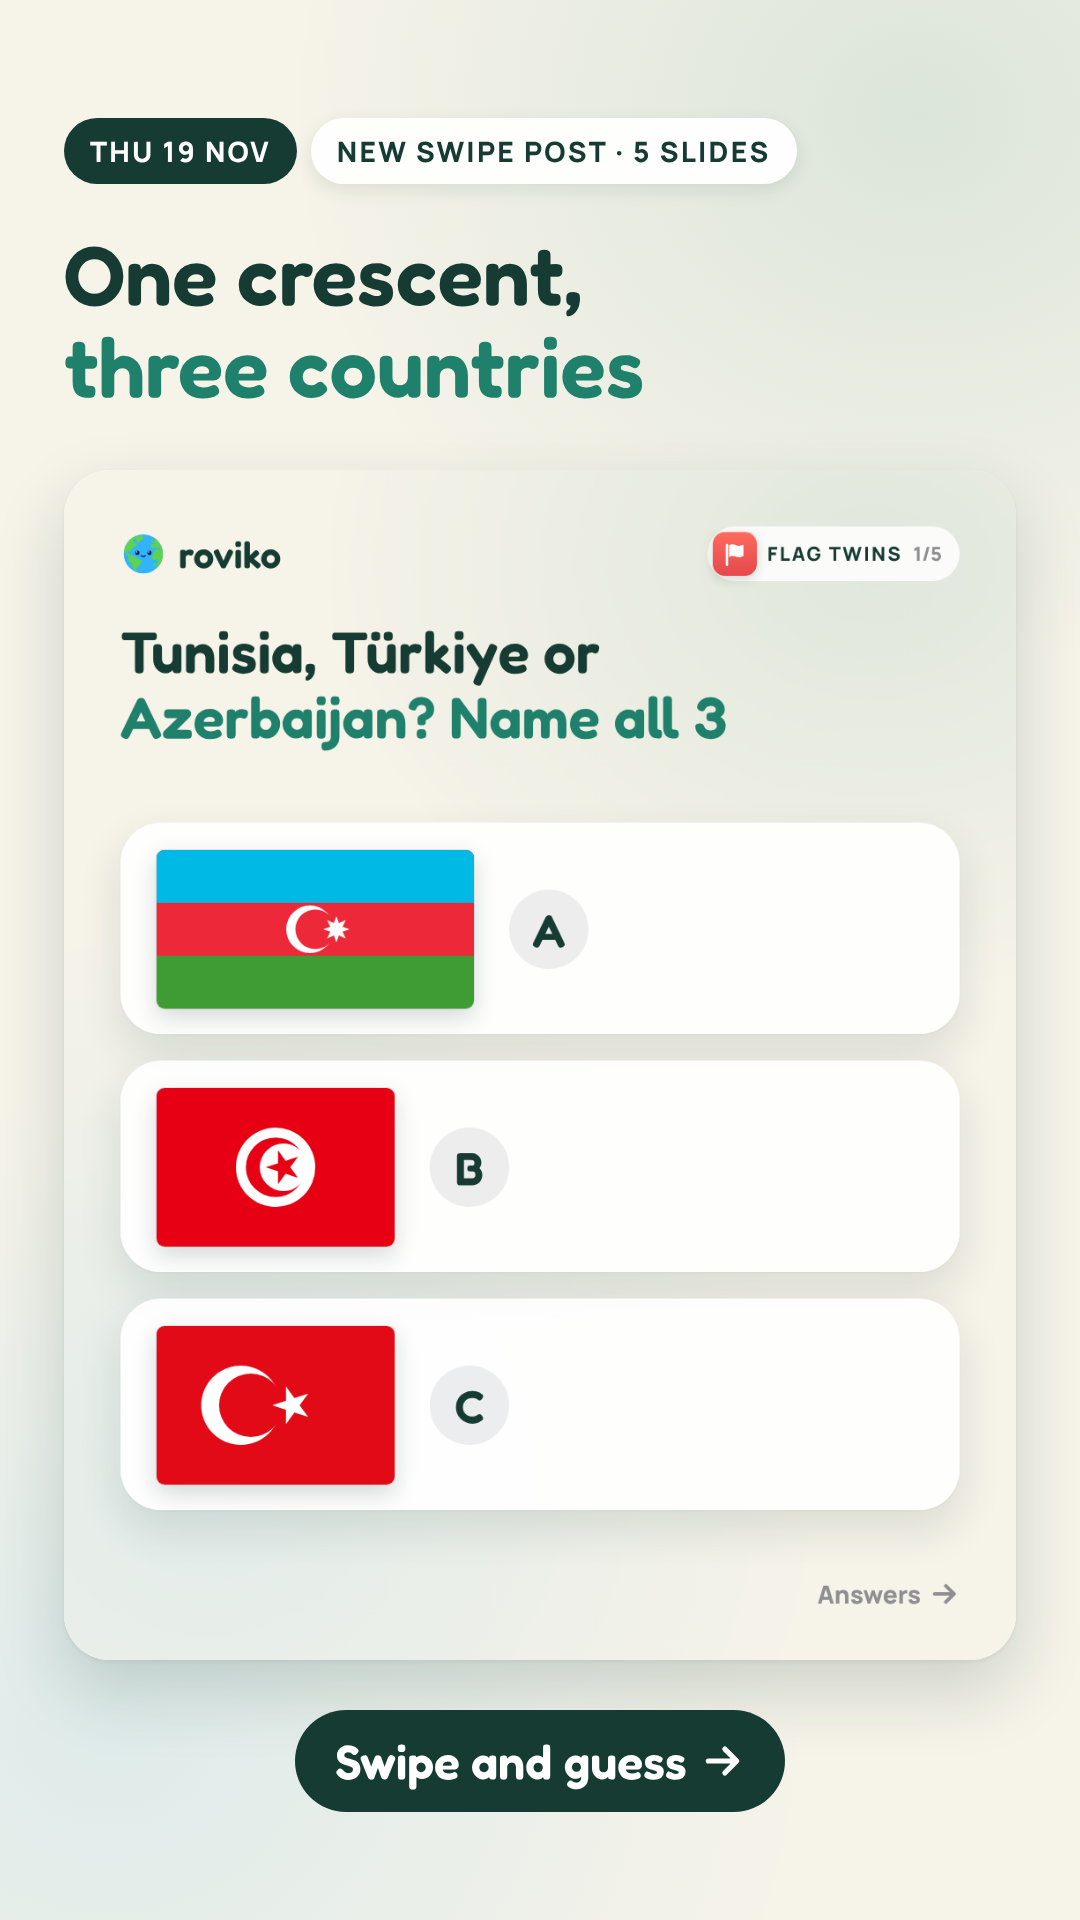 THU 19 NOV
NEW SWIPE POST · 5 SLIDES
One crescent,
three countries
roviko
FLAG TWINS 1/5
Tunisia, Türkiye or
Azerbaijan? Name all 3
A
B
C
Answers →
Swipe and guess →